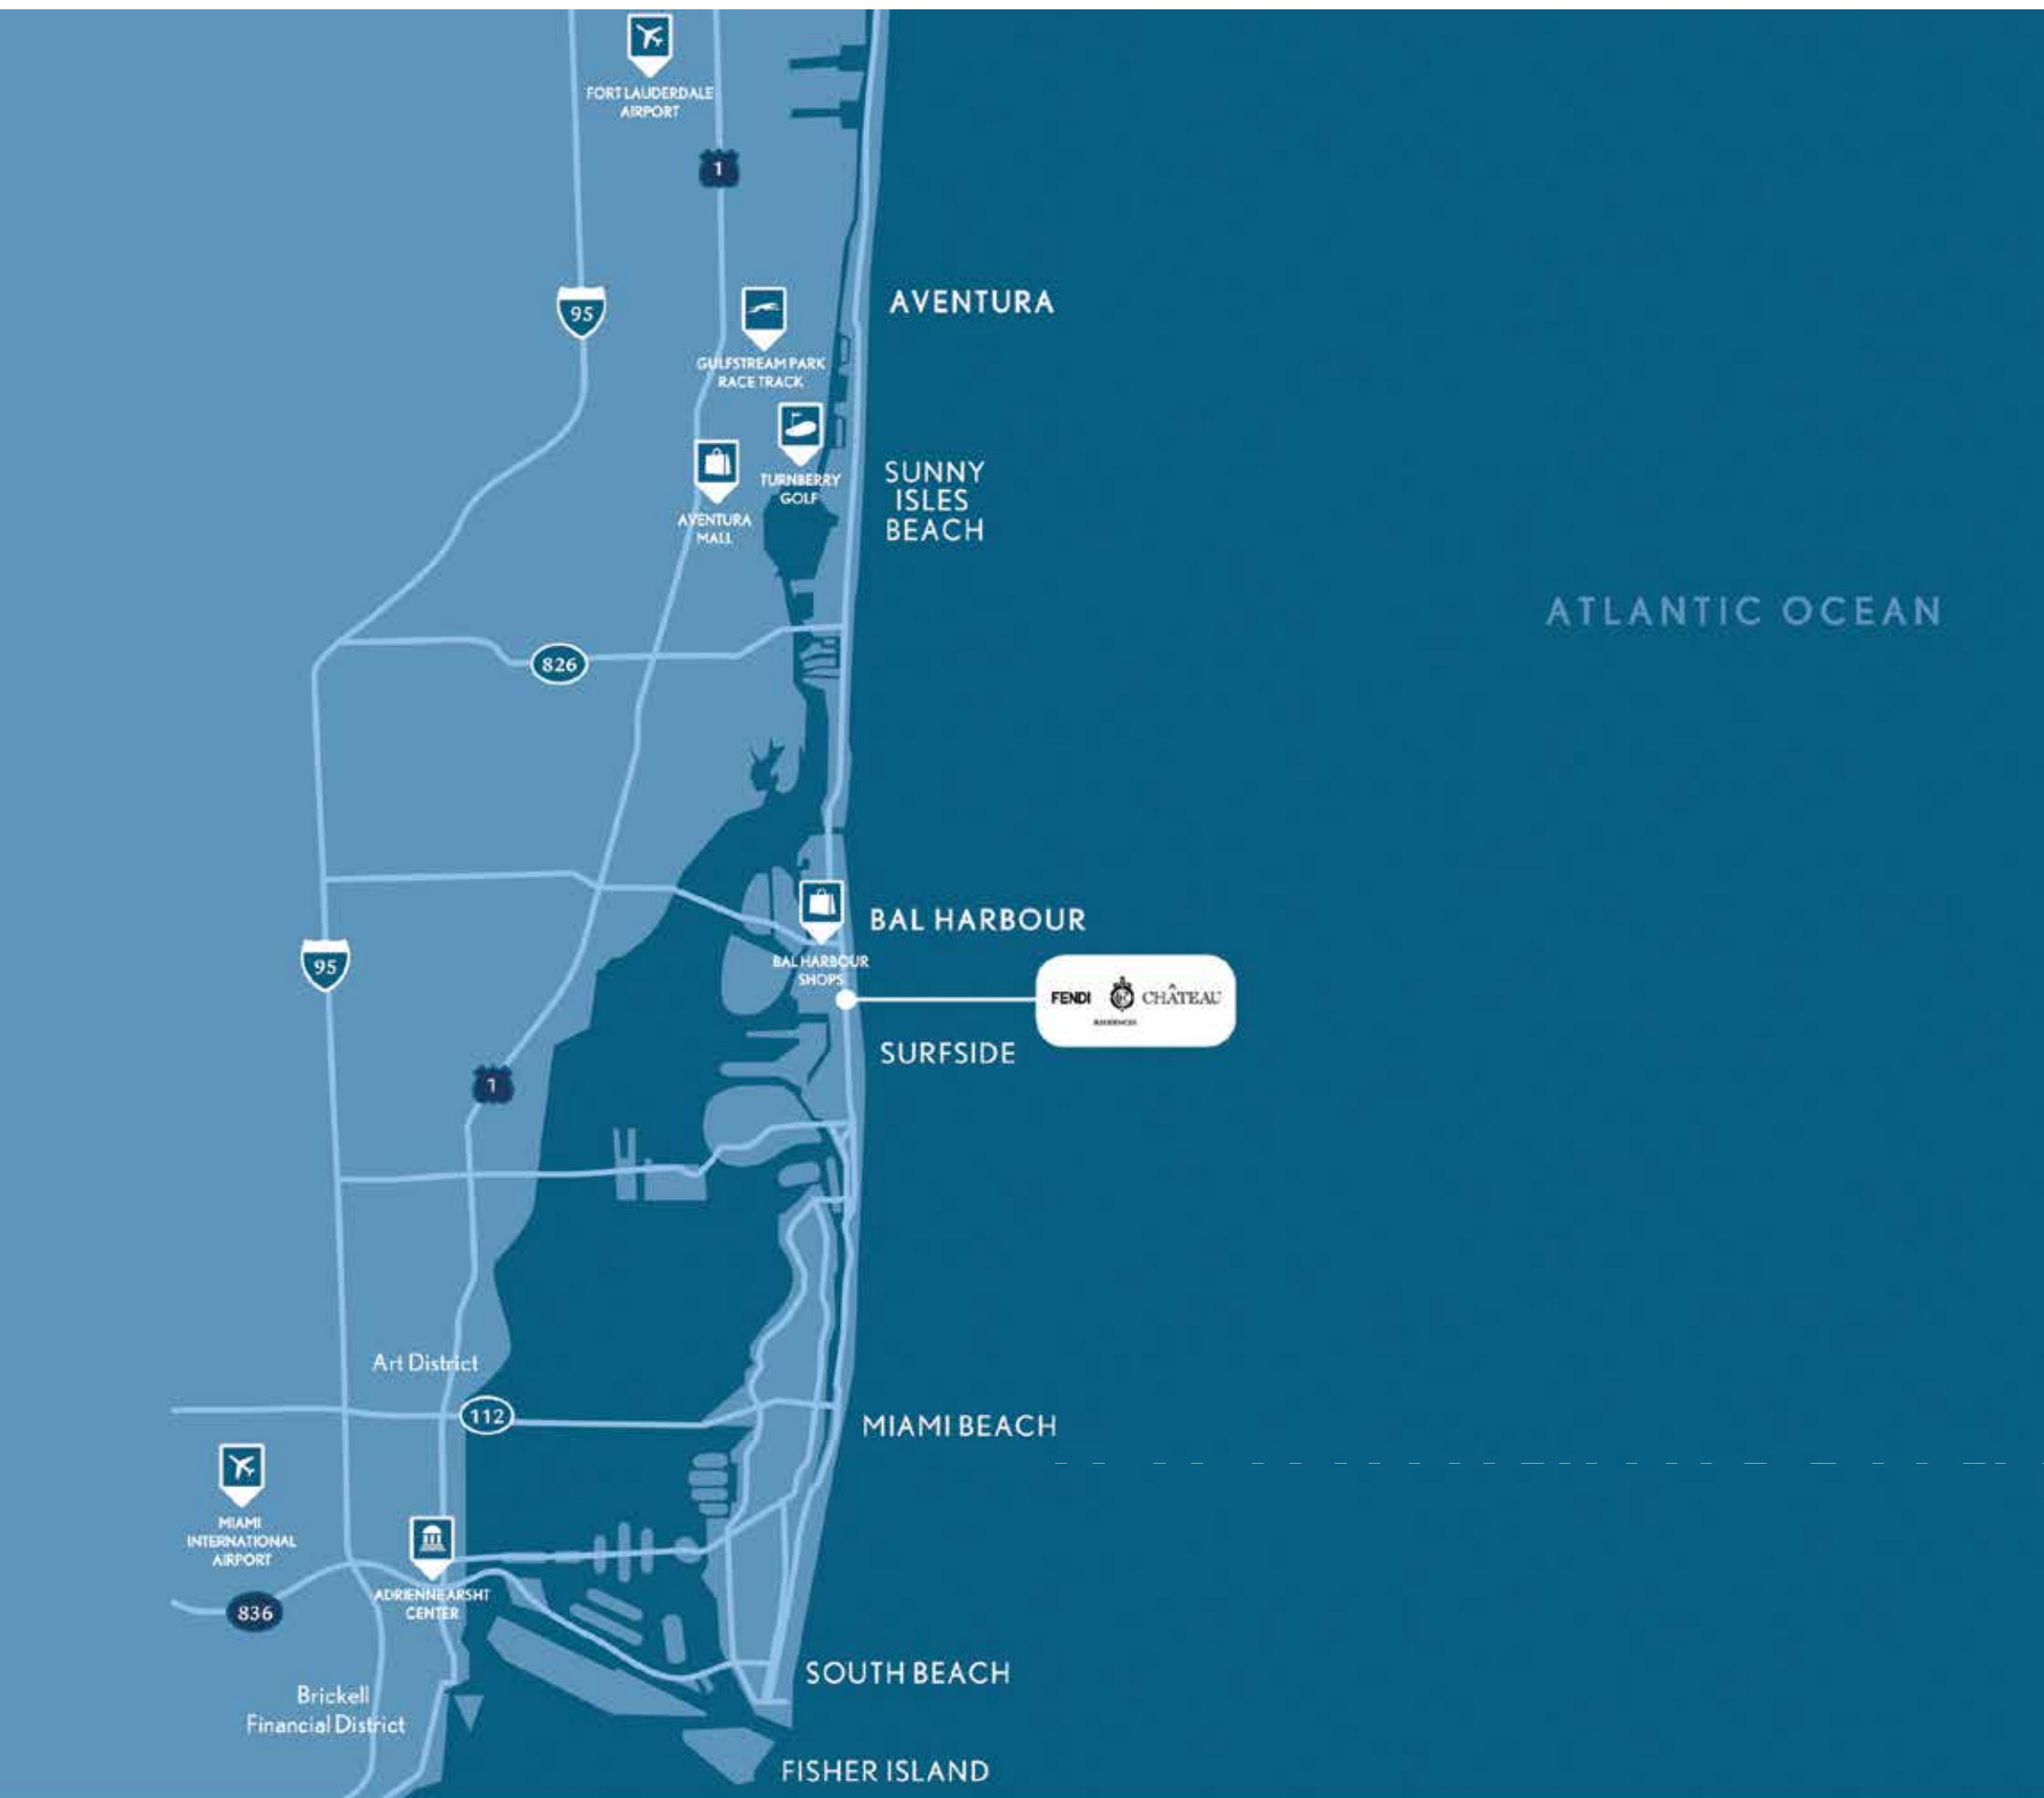 FORT LAUDERDALE
AIRPORT
1
AVENTURA
95
GULFSTREAM PARK
RACE TRACK
SUNNY
ISLES
BEACH
TURNBERRY
GOLF
AVENTURA
MALL
ATLANTIC OCEAN
826
BAL HARBOUR
BAL HARBOUR
SHOPS
95
FENDI CHÂTEAU
RESIDENCES
SURFSIDE
1
Art District
112
MIAMI BEACH
MIAMI
INTERNATIONAL
AIRPORT
ADRIENNE ARSHT
CENTER
836
SOUTH BEACH
Brickell
Financial District
FISHER ISLAND